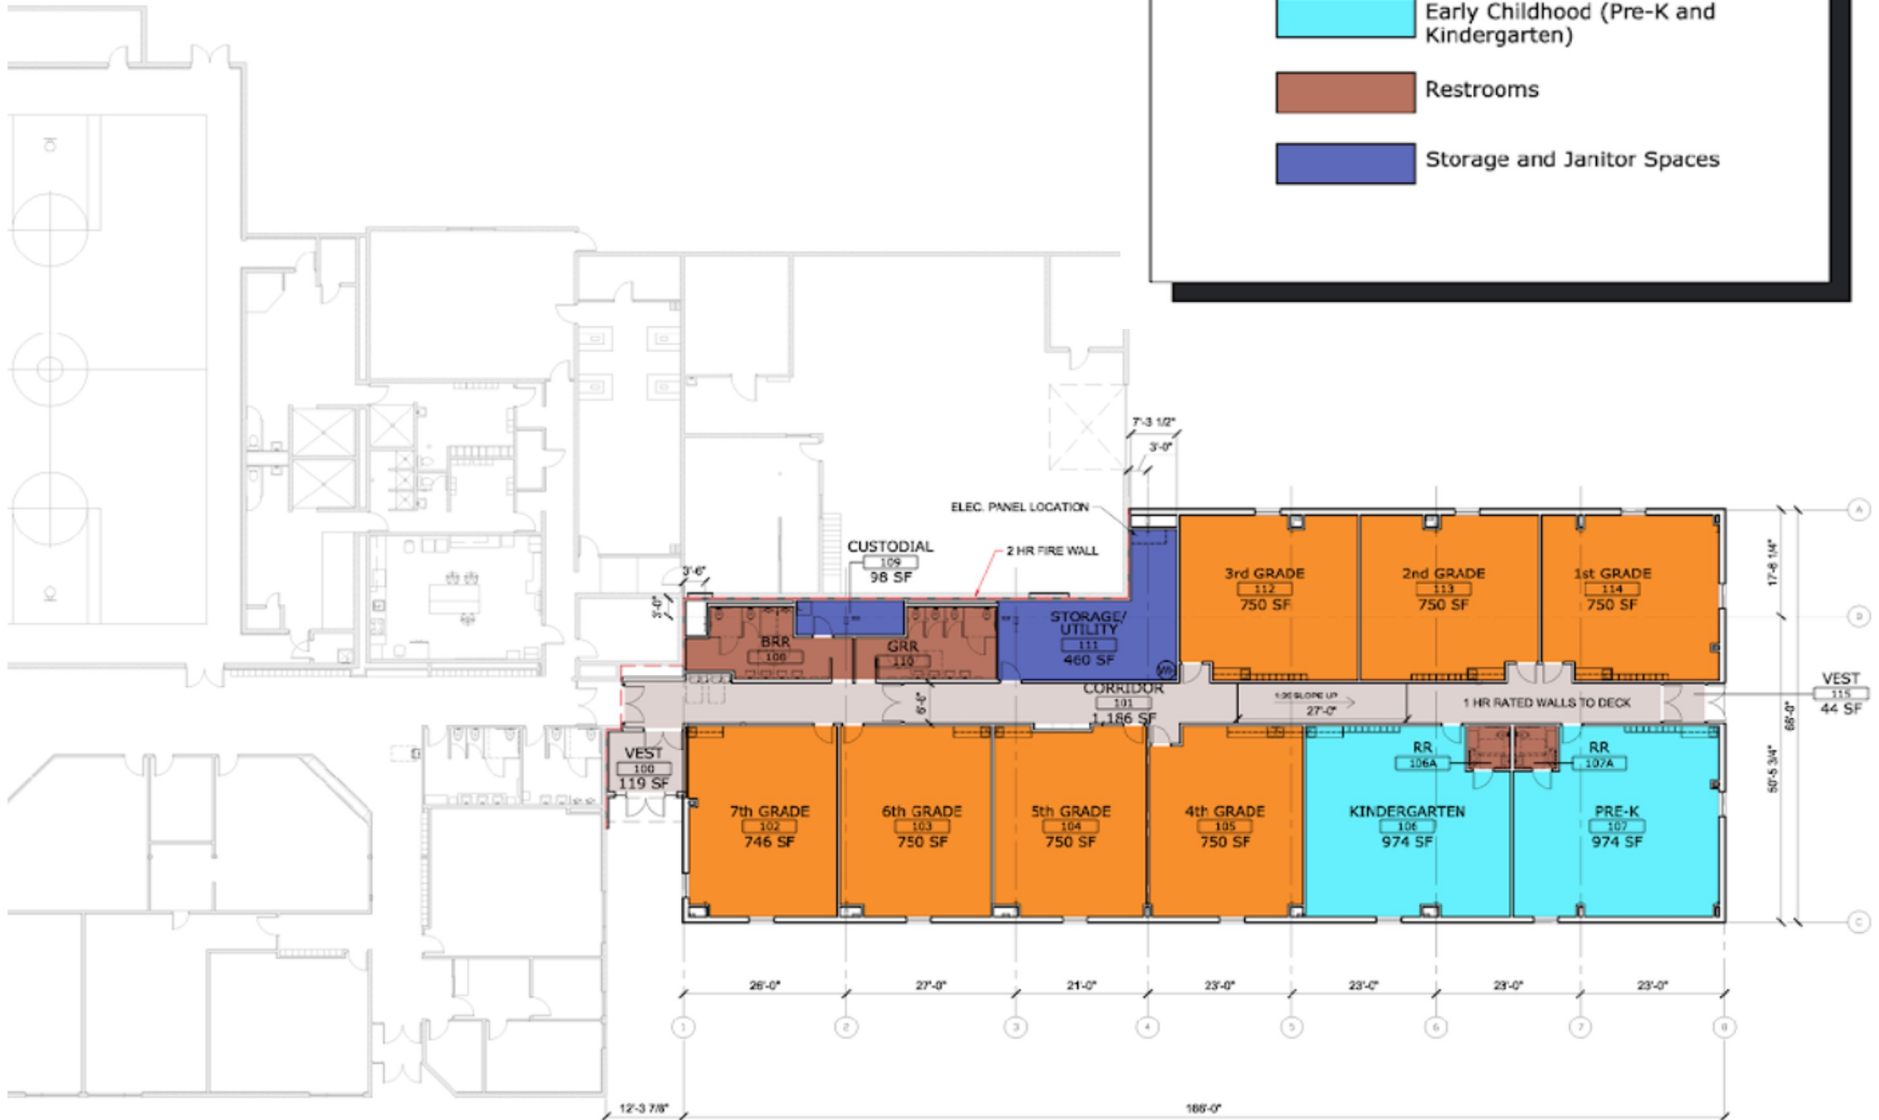 Early Childhood (Pre-K and
Kindergarten)
Restrooms
Storage and Janitor Spaces
7'-3 1/2"
3'-0"
ELEC. PANEL LOCATION
A
CUSTODIAL
109
98 SF
2 HR FIRE WALL
3'-6"
3'-0"
3rd GRADE
112
750 SF
2nd GRADE
113
750 SF
1st GRADE
114
750 SF
17'-6 1/4"
STORAGE/
UTILITY
111
460 SF
BRR
108
GRR
110
CORRIDOR
101
1,186 SF
6'-0"
1:20 SLOPE UP
27'-0"
1 HR RATED WALLS TO DECK
VEST
115
44 SF
66'-0"
50'-5 3/4"
VEST
100
119 SF
RR
106A
RR
107A
7th GRADE
102
746 SF
6th GRADE
103
750 SF
5th GRADE
104
750 SF
4th GRADE
105
750 SF
KINDERGARTEN
106
974 SF
PRE-K
107
974 SF
C
26'-0"
27'-0"
21'-0"
23'-0"
23'-0"
23'-0"
23'-0"
1
2
3
4
5
6
7
8
12'-3 7/8"
166'-0"